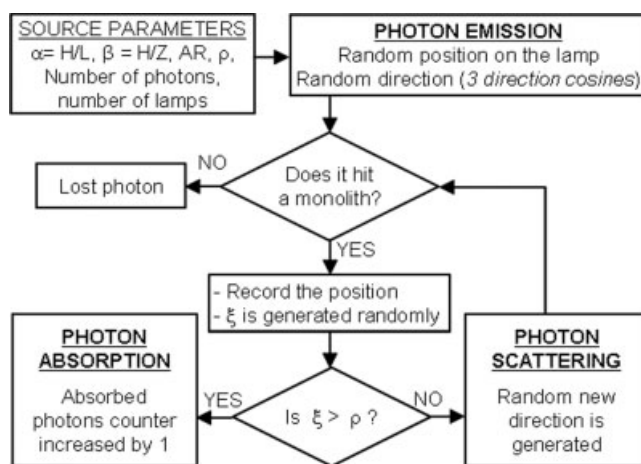 SOURCE PARAMETERS
α= H/L, β = H/Z, AR, ρ,
Number of photons,
number of lamps
PHOTON EMISSION
Random position on the lamp
Random direction (3 direction cosines)
NO
Does it hit
a monolith?
Lost photon
YES
- Record the position
- ξ is generated randomly
PHOTON
ABSORPTION
Absorbed
photons counter
increased by 1
YES
Is ξ > ρ ?
NO
PHOTON
SCATTERING
Random new
direction is
generated